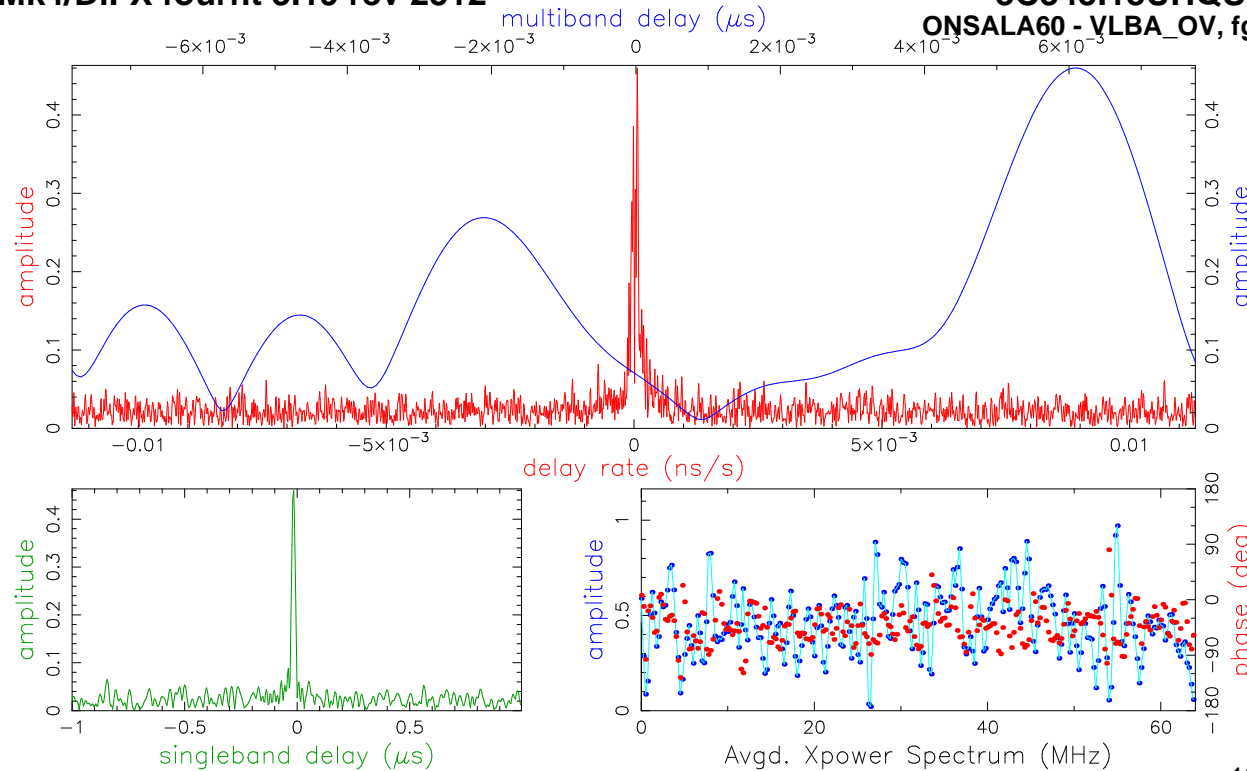 multiband delay (μs)
ONSALA60 - VLBA_OV, fg
−6×10⁻³ −4×10⁻³ −2×10⁻³ 0 2×10⁻³ 4×10⁻³ 6×10⁻³
amplitude
0 0.1 0.2 0.3 0.4
amplitude
0 0.1 0.2 0.3 0.4
−0.01 −5×10⁻³ 0 5×10⁻³ 0.01
delay rate (ns/s)
amplitude
0 0.1 0.2 0.3 0.4
−1 −0.5 0 0.5
singleband delay (μs)
amplitude
0 0.5 1
phase (deg)
−180 −90 0 90 180
0 20 40 60
Avgd. Xpower Spectrum (MHz)